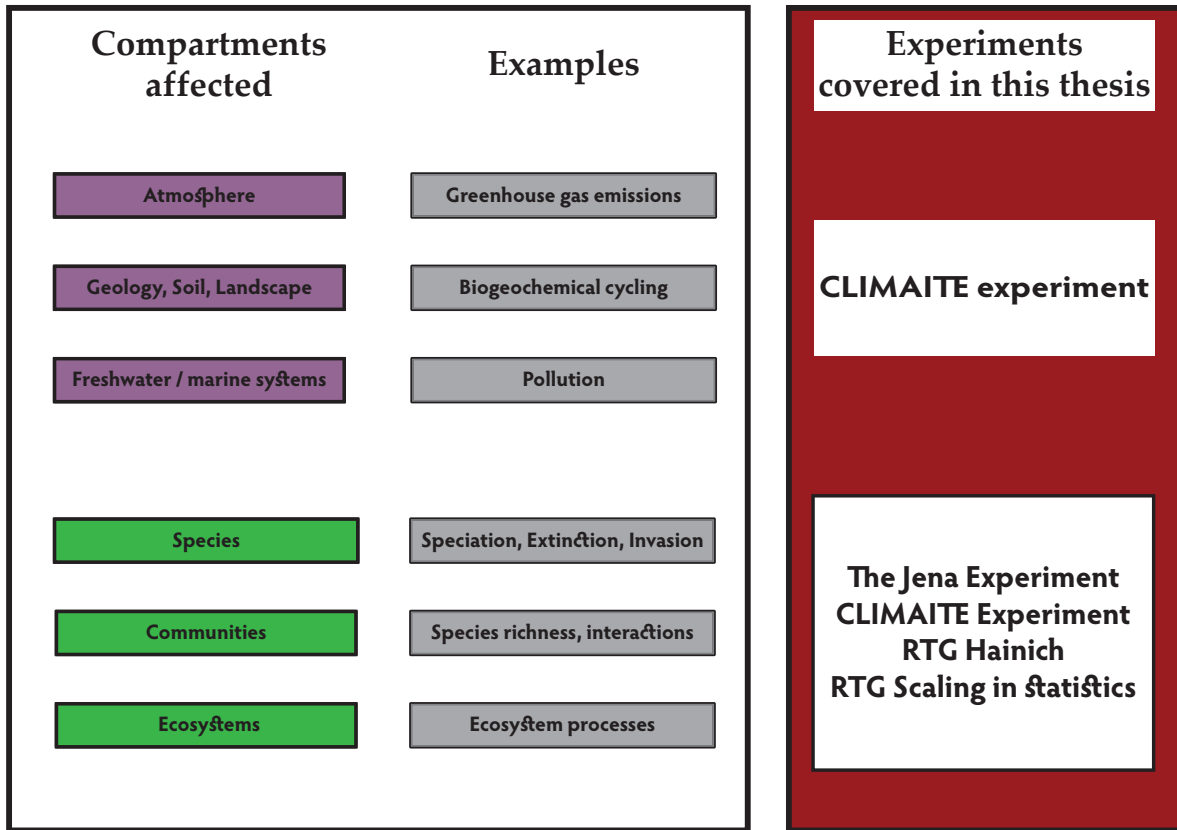 Compartments
affected
Examples
Atmosphere
Greenhouse gas emissions
Geology, Soil, Landscape
Biogeochemical cycling
Freshwater / marine systems
Pollution
Species
Speciation, Extinction, Invasion
Communities
Species richness, interactions
Ecosystems
Ecosystem processes
Experiments
covered in this thesis
CLIMAITE experiment
The Jena Experiment
CLIMAITE Experiment
RTG Hainich
RTG Scaling in statistics